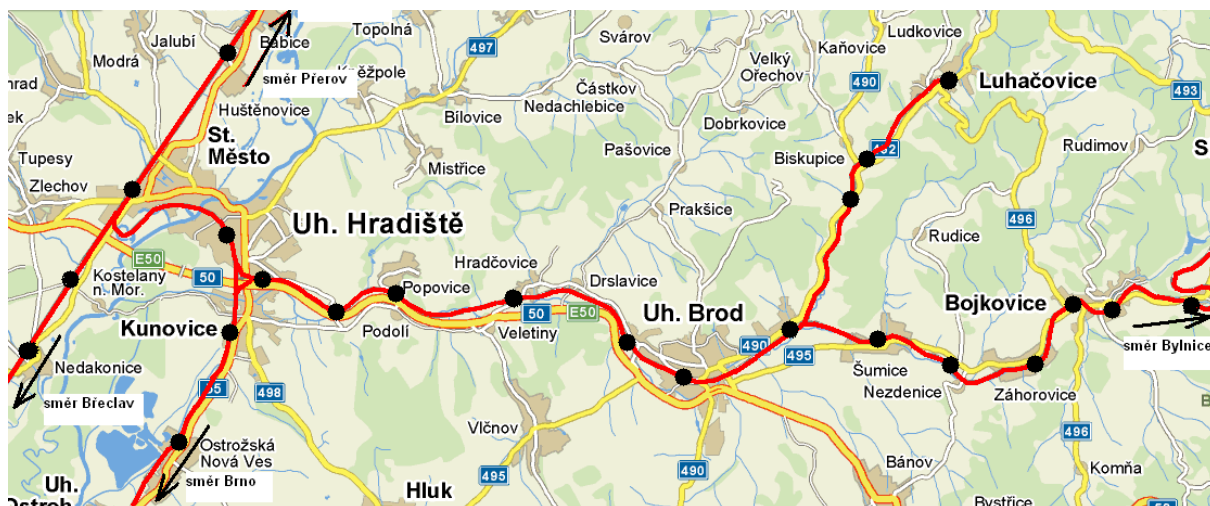 Jalubí
Babice
Topolná
Svárov
Kaňovice
Ludkovice
Modrá
směr Přerov
497
Velký
Ořechov
490
Luhačovice
493
Huštěnovice
Částkov
Nedachlebice
Bílovice
Dobrkovice
St.
Město
Tupesy
Mistřice
Pašovice
Biskupice
Rudimov
Zlechov
Prakšice
496
Uh. Hradiště
Rudice
E50
50
Kostelany
n. Mor.
Hradčovice
Drslavice
Popovice
Bojkovice
Kunovice
Podolí
50
E50
Veletiny
Uh. Brod
490
495
směr Bylnice
Nedakonice
Šumice
Nezdenice
Záhorovice
směr Břeclav
498
Vlčnov
496
Ostrožská
Nová Ves
směr Brno
495
490
Bánov
Komňa
Uh.
Hluk
Bystřice